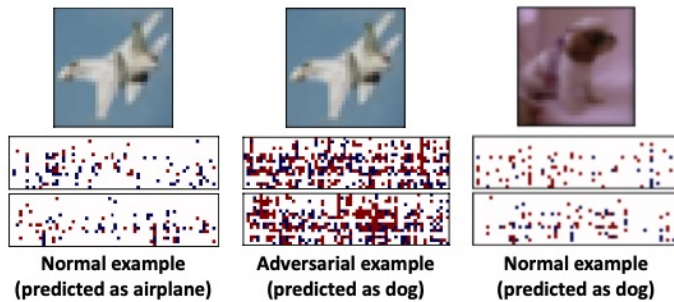 Normal example
(predicted as airplane)
Adversarial example
(predicted as dog)
Normal example
(predicted as dog)